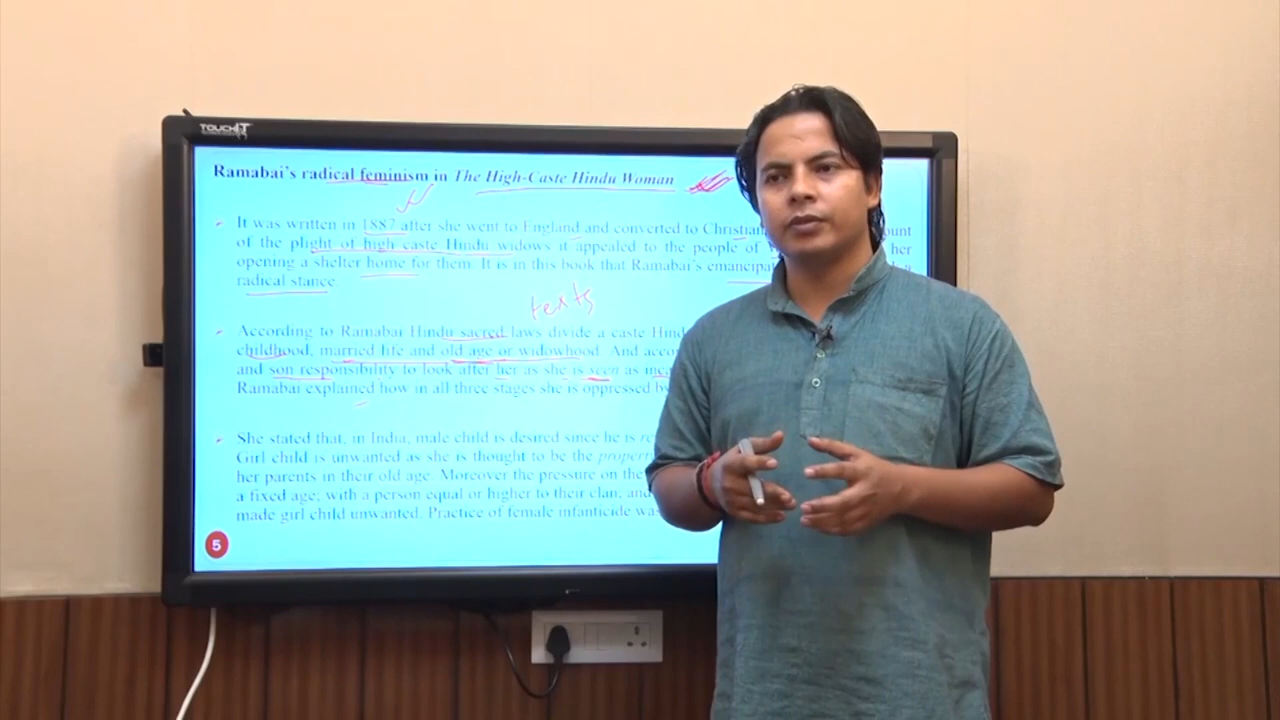 TOUCHIT
Ramabai's radical feminism in The High-Caste Hindu Woman
It was written in 1887 after she went to England and converted to Christian
of the plight of high caste Hindu widows it appealed to the people of her
opening a shelter home for them. It is in this book that Ramabai's
radical stance.
texts
According to Ramabai Hindu sacred laws divide a caste
childhood, married life and old age or widowhood. And
and son responsibility to look after her as she is seen as
Ramabai explained how in all three stages she is oppressed
She stated that, in India, male child is desired since he is
Girl child is unwanted as she is thought to be the
her parents in their old age. Moreover the pressure on the
a fixed age; with a person equal or higher to their clan; and
made girl child unwanted. Practice of female infanticide
5